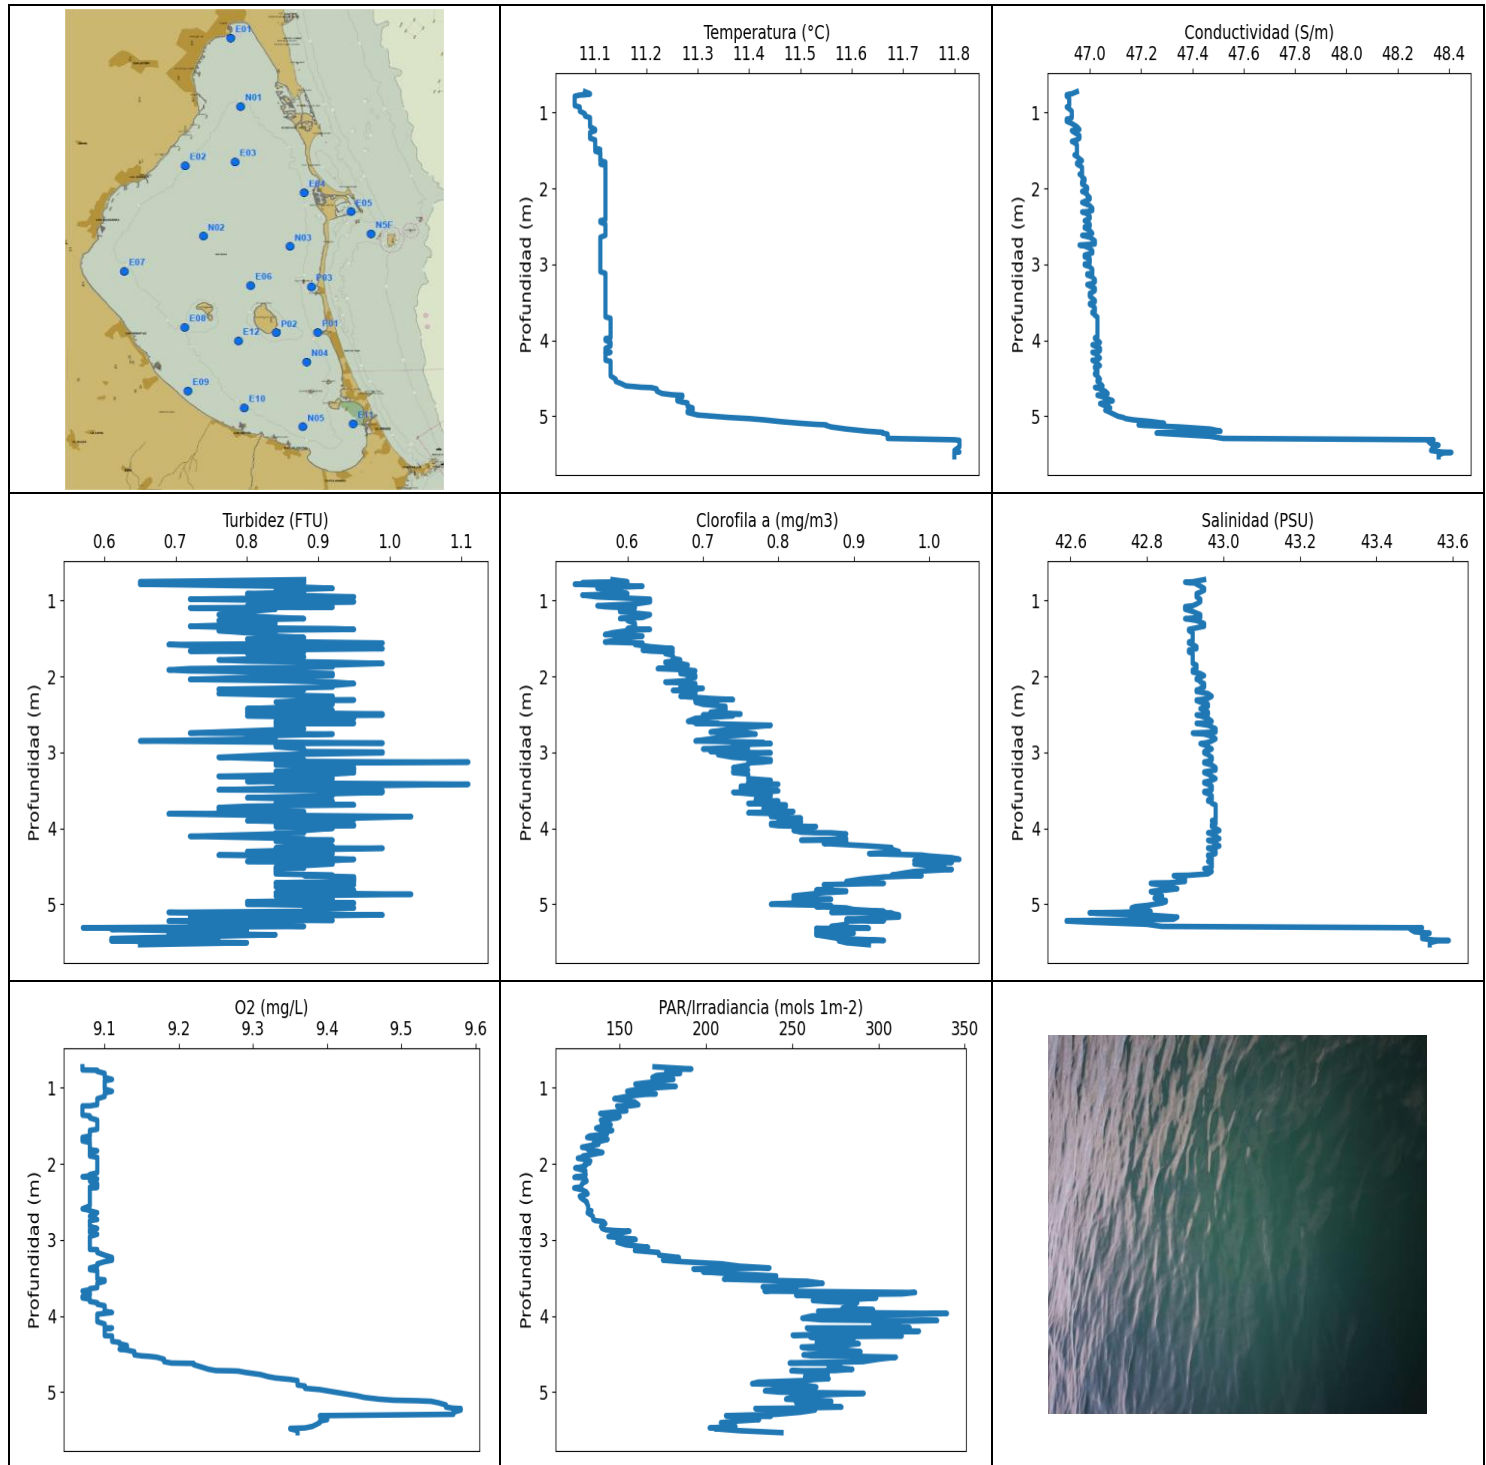 E01
N01
E02
E03
E04
E05
N5F
N02
N03
E07
E06
P03
E08
E12
P02
P01
N04
E09
E10
N05
E11
Temperatura (°C)
11.1 11.2 11.3 11.4 11.5 11.6 11.7 11.8
Profundidad (m)
1
2
3
4
5
Conductividad (S/m)
47.0 47.2 47.4 47.6 47.8 48.0 48.2 48.4
Profundidad (m)
1
2
3
4
5
Turbidez (FTU)
0.6 0.7 0.8 0.9 1.0 1.1
Profundidad (m)
1
2
3
4
5
Clorofila a (mg/m3)
0.6 0.7 0.8 0.9 1.0
Profundidad (m)
1
2
3
4
5
Salinidad (PSU)
42.6 42.8 43.0 43.2 43.4 43.6
Profundidad (m)
1
2
3
4
5
O2 (mg/L)
9.1 9.2 9.3 9.4 9.5 9.6
Profundidad (m)
1
2
3
4
5
PAR/Irradiancia (mols 1m-2)
150 200 250 300 350
Profundidad (m)
1
2
3
4
5